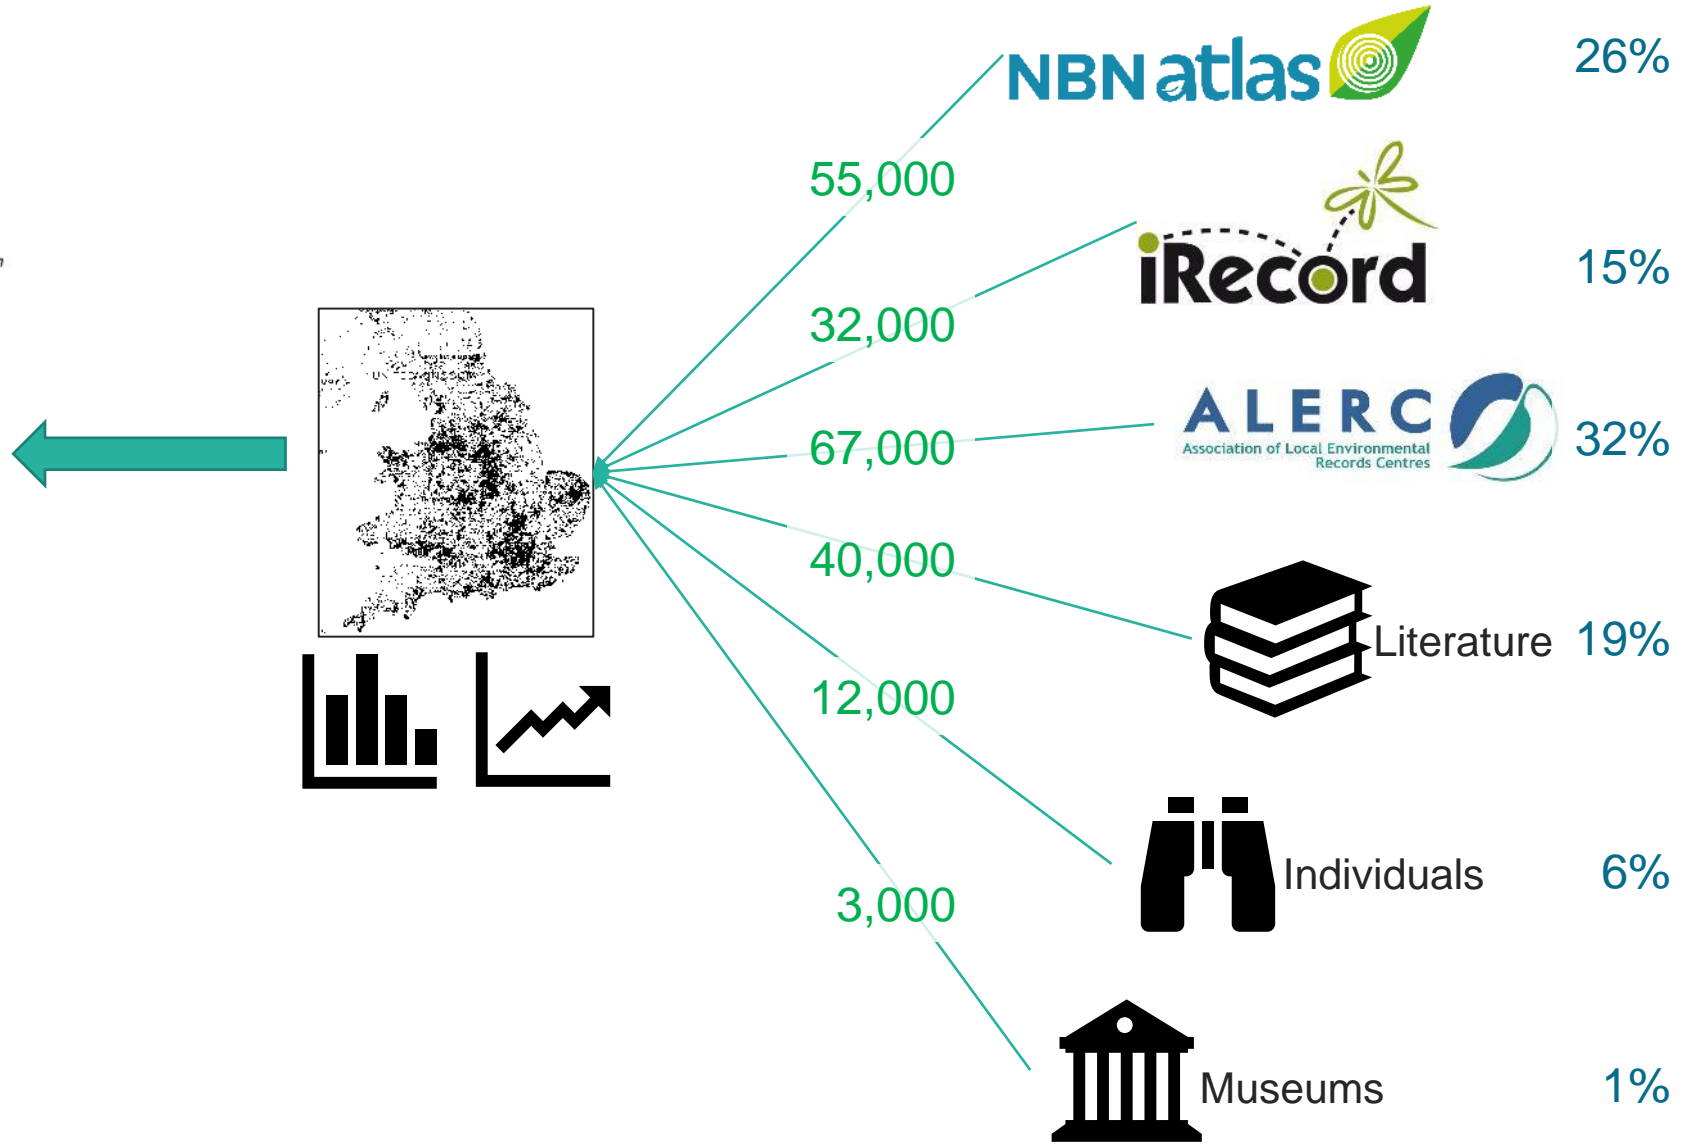 NBN atlas
26%
55,000
iRecord
15%
32,000
ALERC
Association of Local Environmental
Records Centres
32%
67,000
40,000
Literature
19%
12,000
Individuals
6%
3,000
Museums
1%